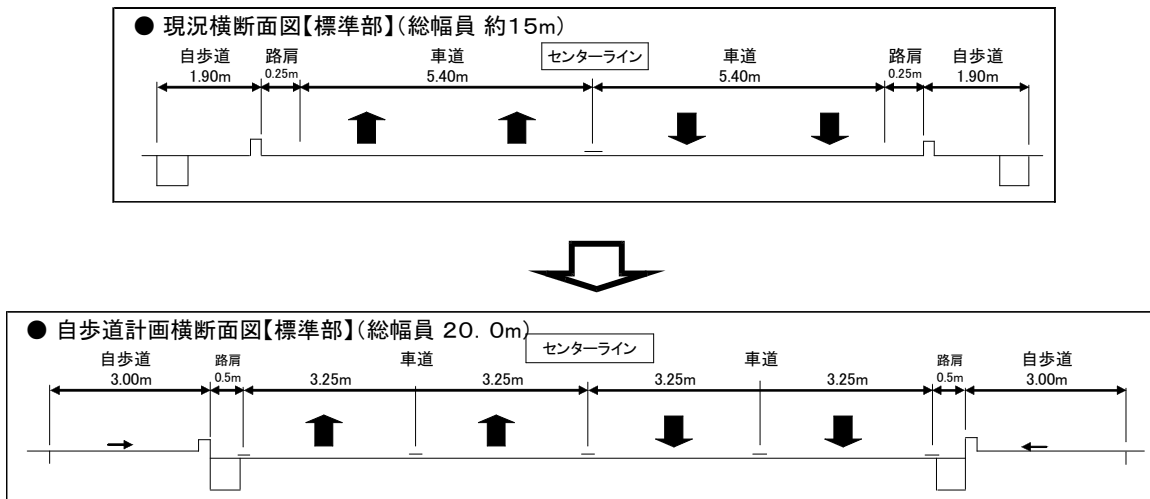 ● 現況横断面図【標準部】(総幅員 約15m)
自歩道 路肩 車道 センターライン 車道 路肩 自歩道
1.90m 0.25m 5.40m 5.40m 0.25m 1.90m
● 自歩道計画横断面図【標準部】(総幅員 20.0m)
センターライン
自歩道 路肩 車道 車道 路肩 自歩道
3.00m 0.5m 3.25m 3.25m 3.25m 3.25m 0.5m 3.00m